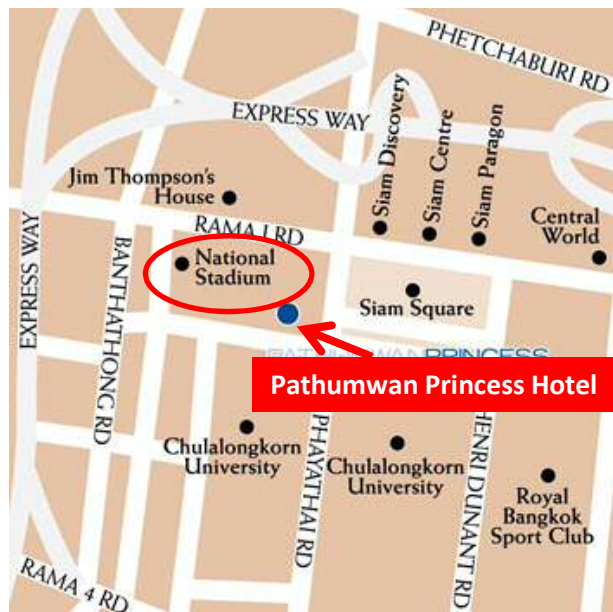 PHETCHABURI RD
EXPRESS WAY
Siam Discovery
Siam Centre
Siam Paragon
Jim Thompson's
House
RAMA I RD
Central
World
National
Stadium
EXPRESS WAY
BANTHATHONG RD
Siam Square
PRINCESS
Pathumwan Princess Hotel
Chulalongkorn
University
PHAYATHAI RD
Chulalongkorn
University
HENRI DUNANT RD
Royal
Bangkok
Sport Club
RAMA 4 RD